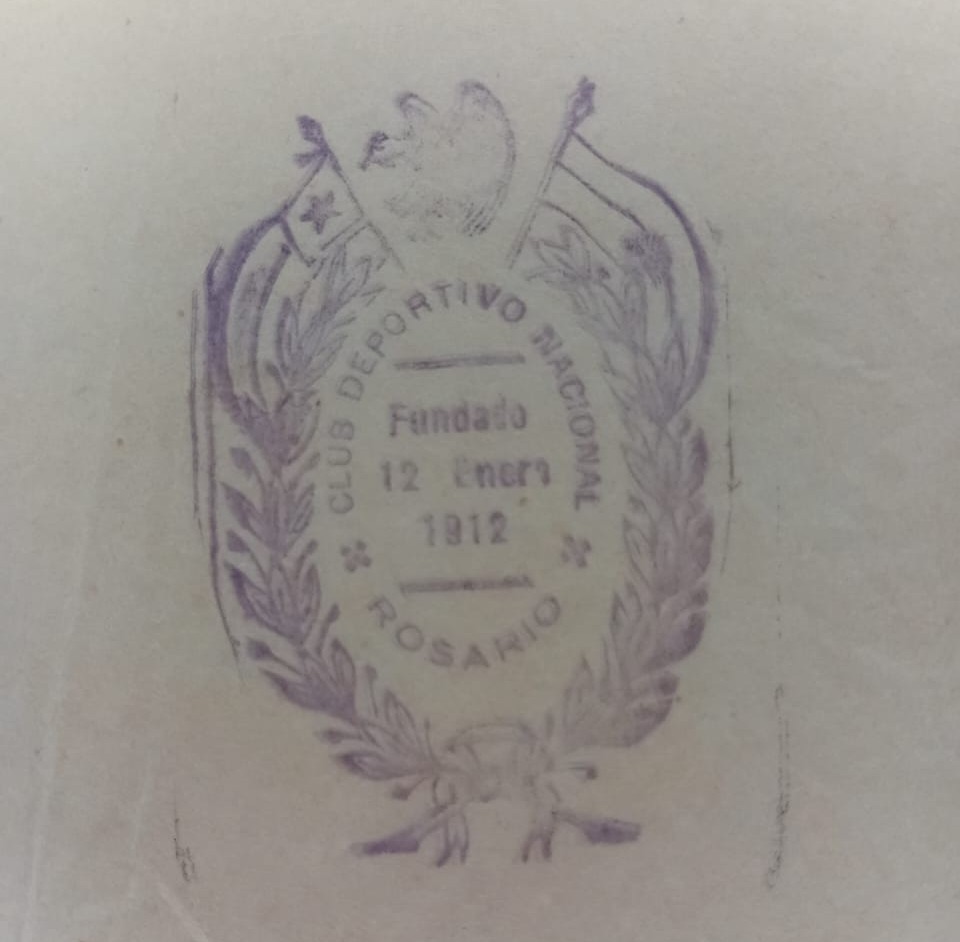 CLUB DEPORTIVO NACIONAL
Fundado
12 Enero
1912
ROSARIO